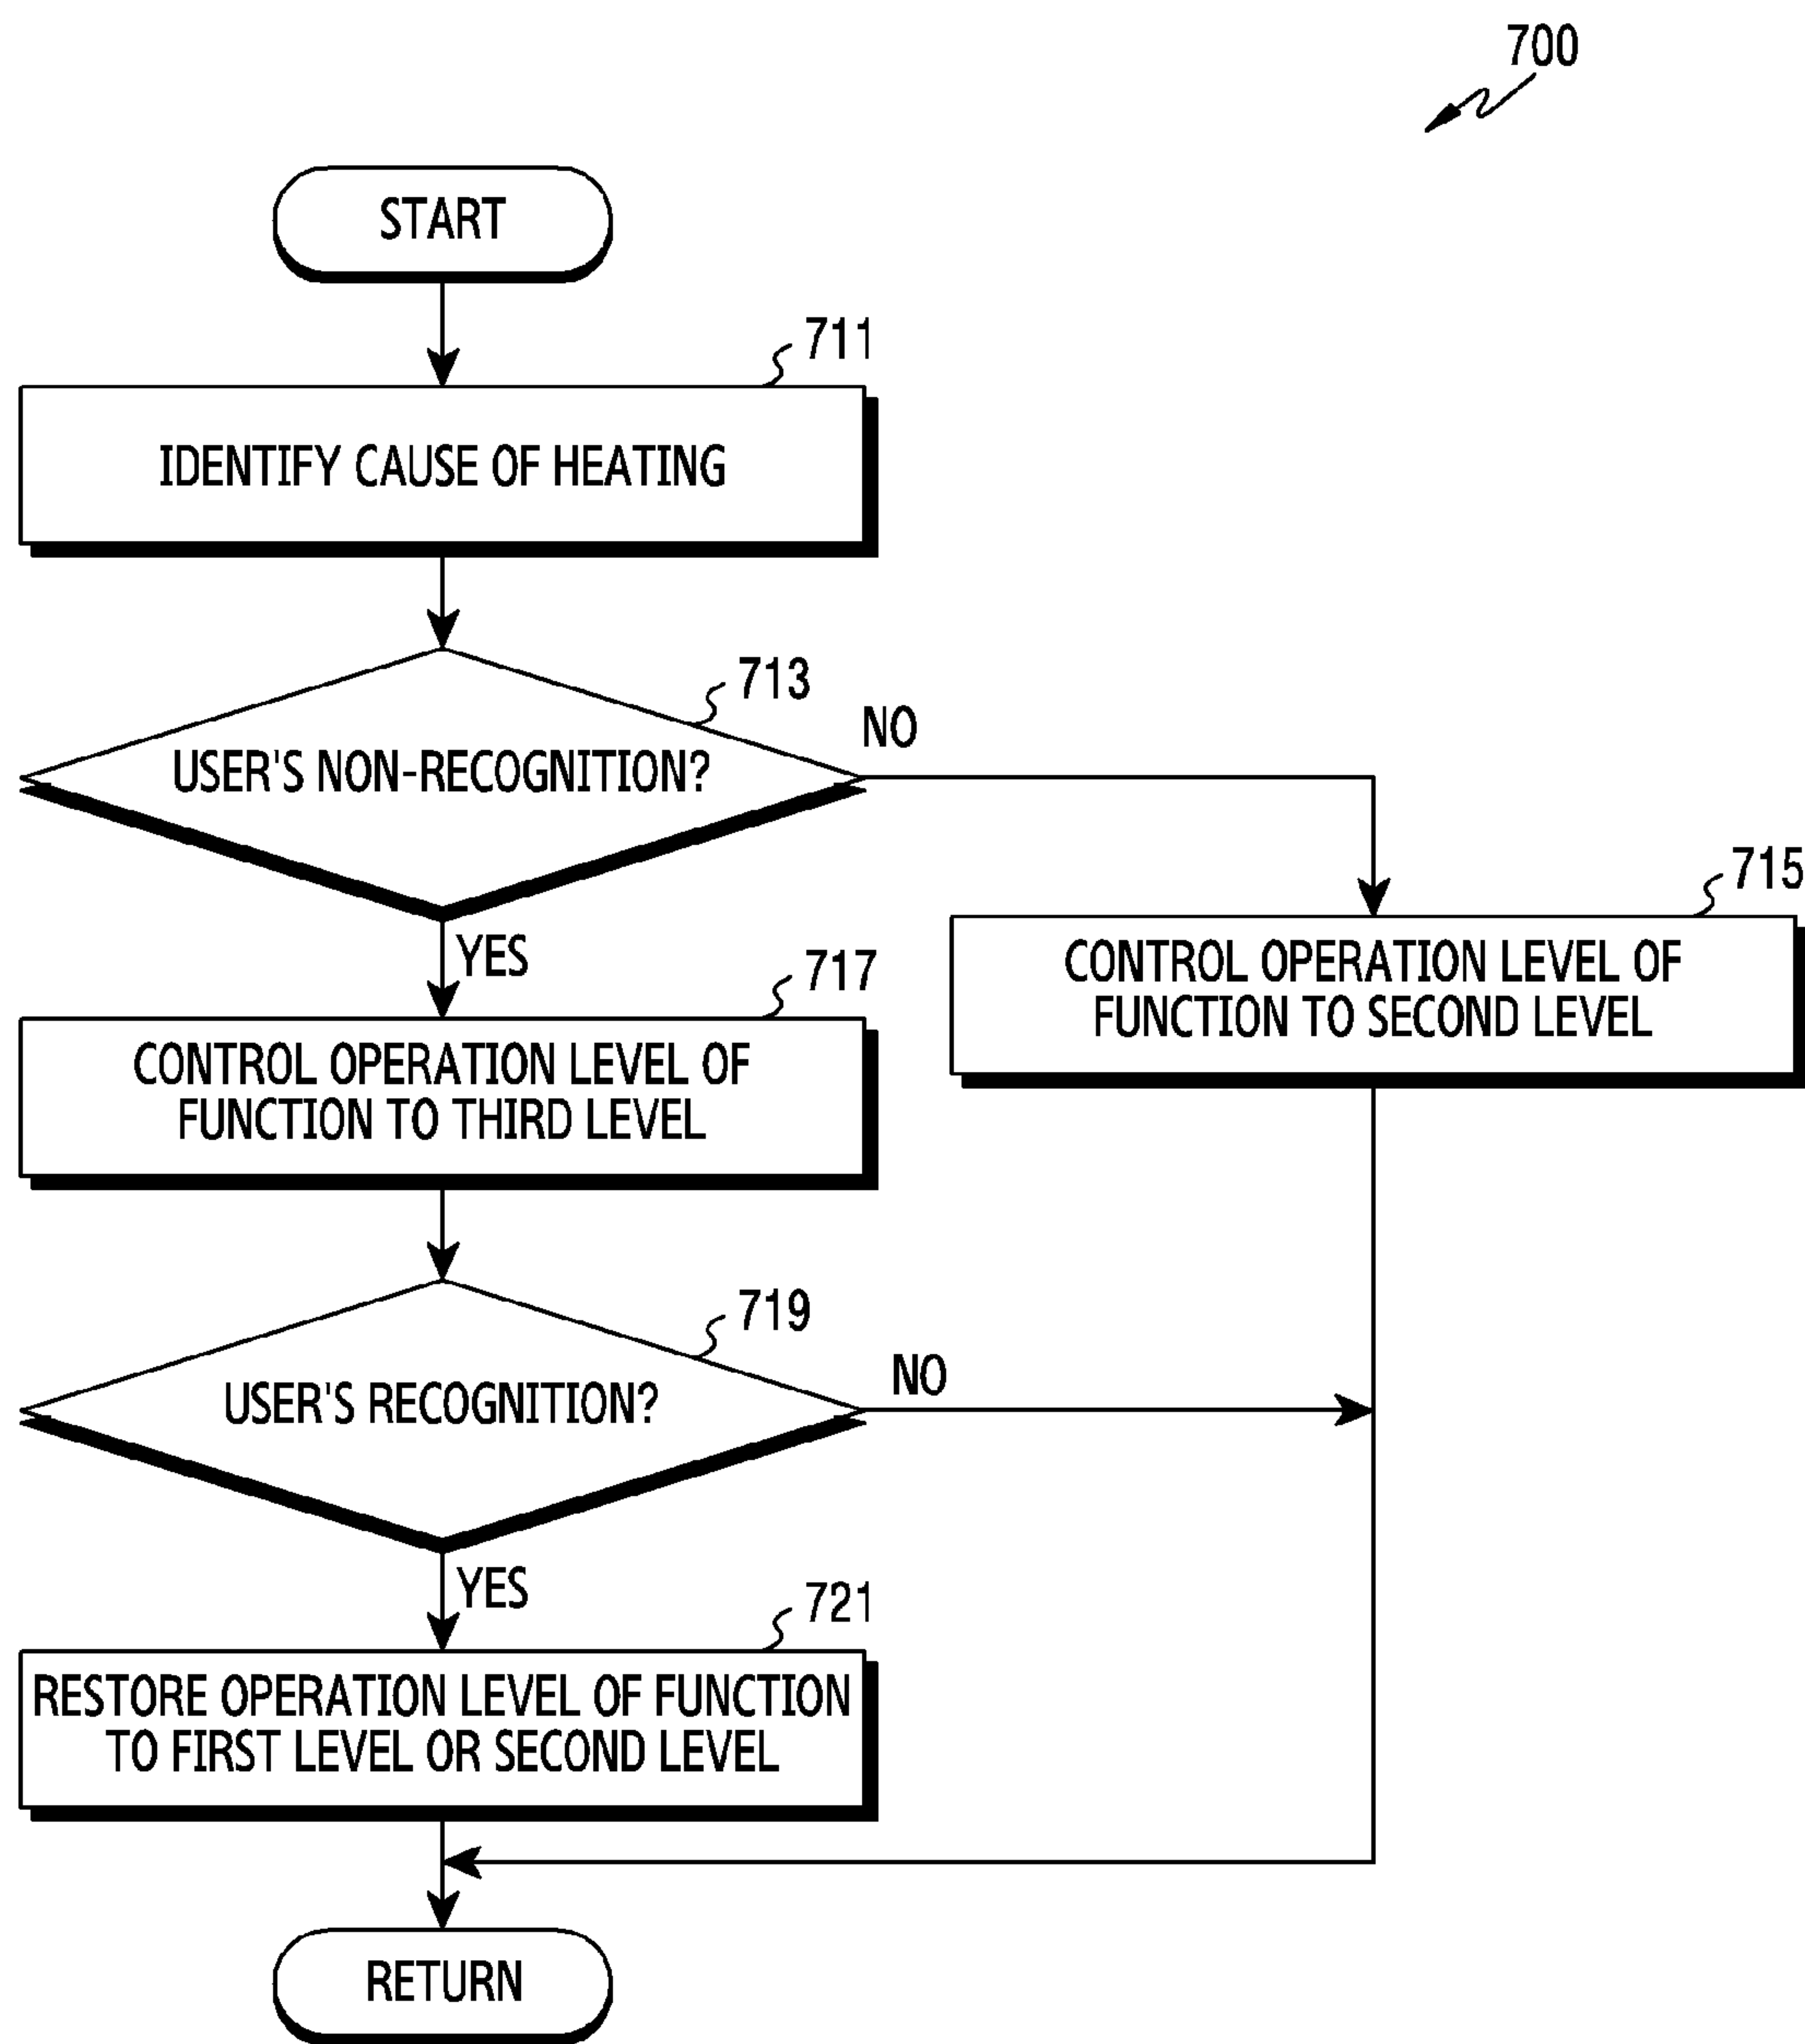 700
START
711
IDENTIFY CAUSE OF HEATING
713
USER'S NON-RECOGNITION?
NO
YES
715
CONTROL OPERATION LEVEL OF
FUNCTION TO SECOND LEVEL
717
CONTROL OPERATION LEVEL OF
FUNCTION TO THIRD LEVEL
719
USER'S RECOGNITION?
NO
YES
721
RESTORE OPERATION LEVEL OF FUNCTION
TO FIRST LEVEL OR SECOND LEVEL
RETURN